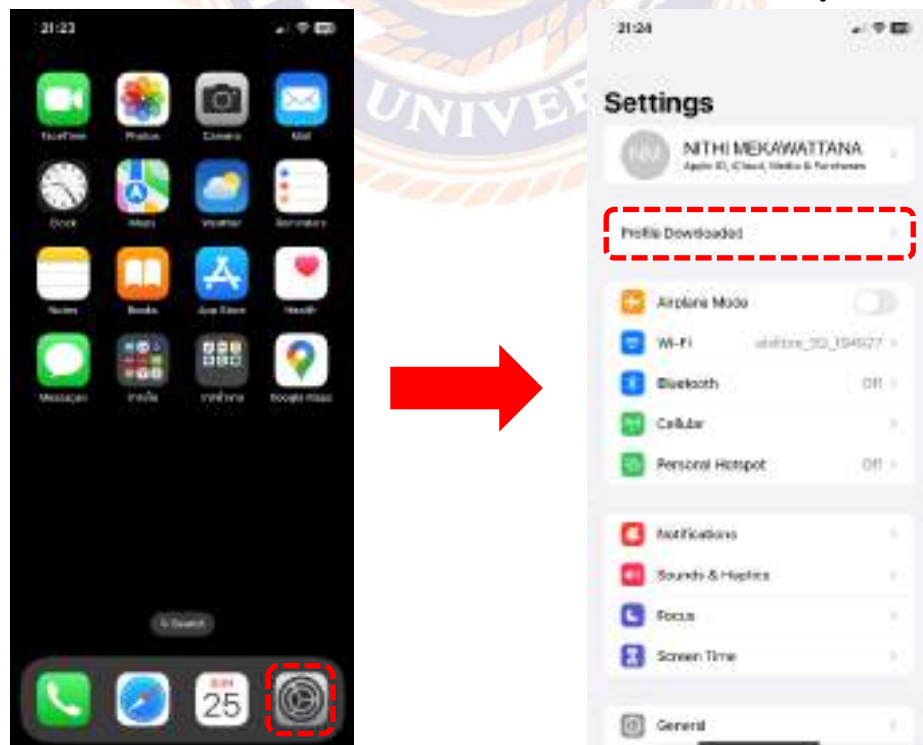 21:23
FaceTime Photos Camera Mail
Clock Maps Weather Reminders
Notes Books App Store Health
Messages Google Maps
Search
SUN
25
UNIVER
21:24
Settings
NITHI MEKAWATTANA
Apple ID, iCloud, Media & Purchases
Profile Downloaded
Airplane Mode
Wi-Fi
Bluetooth Off
Cellular
Personal Hotspot Off
Notifications
Sounds & Haptics
Focus
Screen Time
General